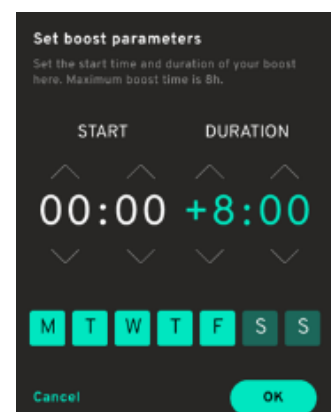 Set boost parameters
Set the start time and duration of your boost
here. Maximum boost time is 8h.
START DURATION
00:00 +8:00
M T W T F S S
Cancel OK